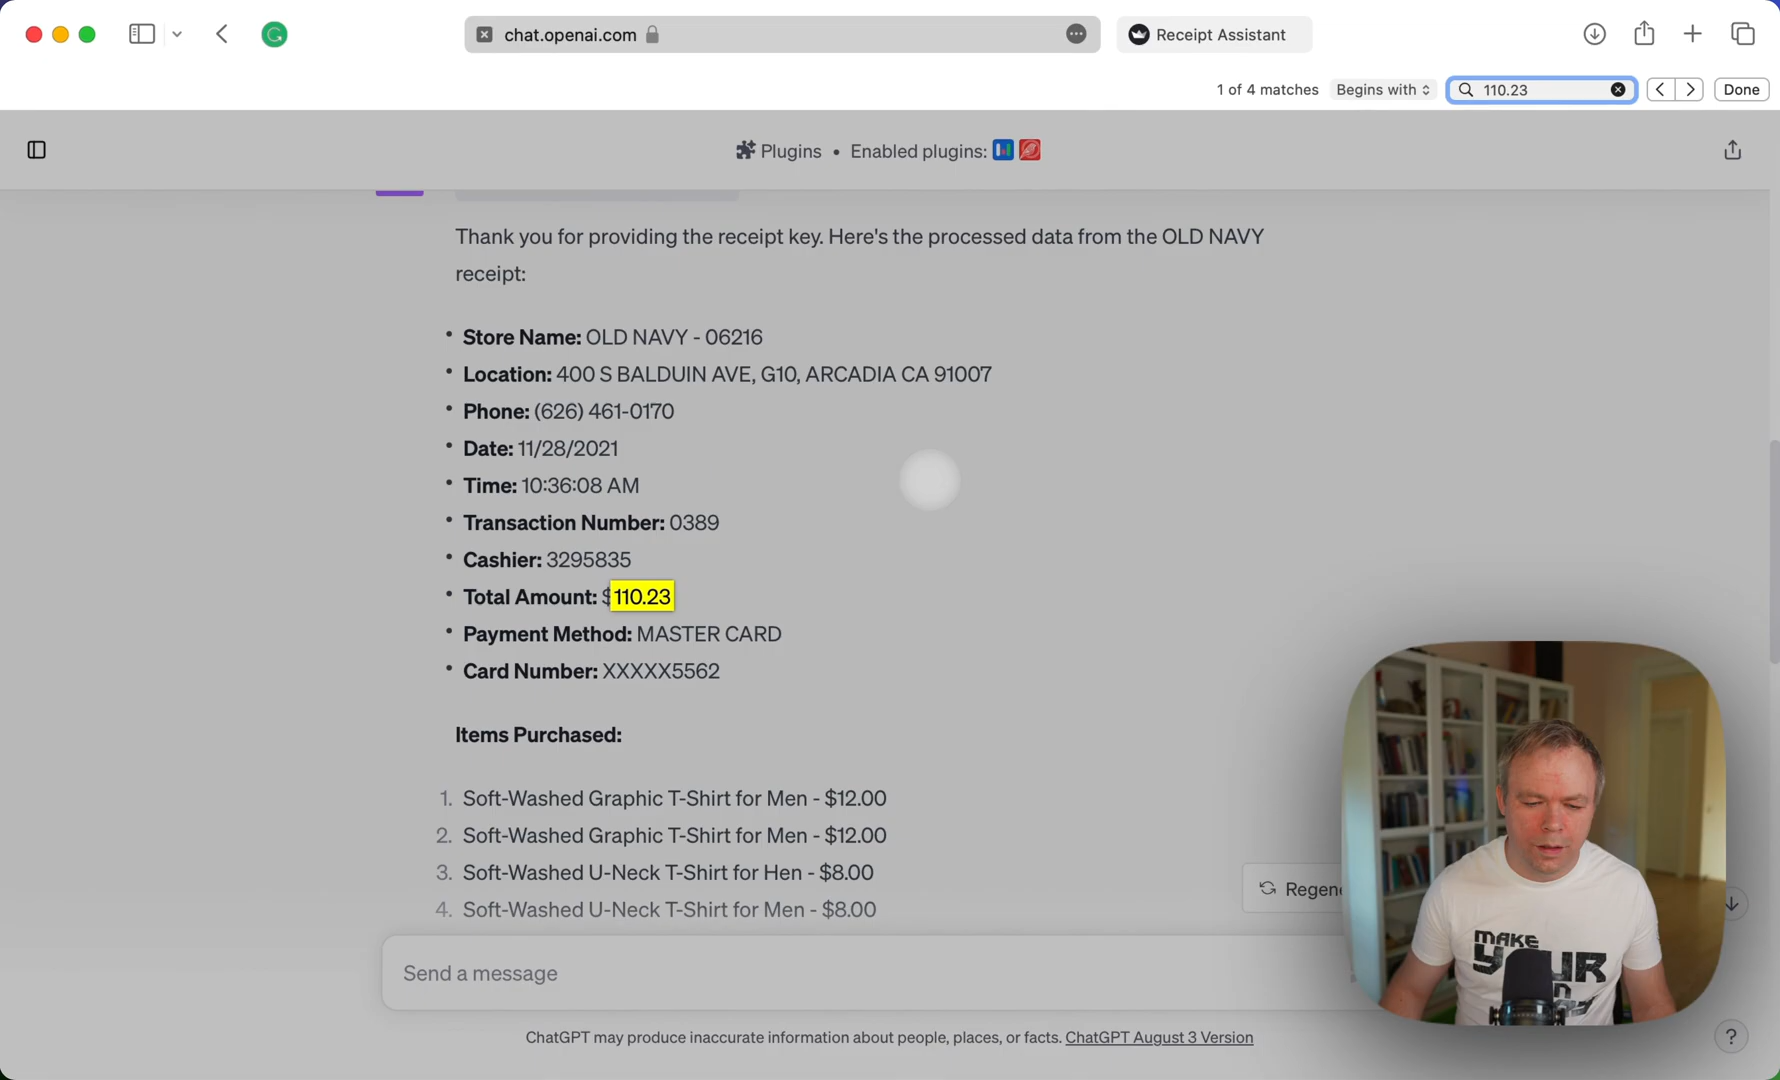 chat.openai.com
Receipt Assistant
1 of 4 matches
Begins with
110.23
Done
Plugins • Enabled plugins:
Thank you for providing the receipt key. Here's the processed data from the OLD NAVY
receipt:
• Store Name: OLD NAVY - 06216
• Location: 400 S BALDUIN AVE, G10, ARCADIA CA 91007
• Phone: (626) 461-0170
• Date: 11/28/2021
• Time: 10:36:08 AM
• Transaction Number: 0389
• Cashier: 3295835
• Total Amount: $110.23
• Payment Method: MASTER CARD
• Card Number: XXXXX5562
Items Purchased:
1. Soft-Washed Graphic T-Shirt for Men - $12.00
2. Soft-Washed Graphic T-Shirt for Men - $12.00
3. Soft-Washed U-Neck T-Shirt for Hen - $8.00
4. Soft-Washed U-Neck T-Shirt for Men - $8.00
Regene
Send a message
MAKE
YOUR
ChatGPT may produce inaccurate information about people, places, or facts. ChatGPT August 3 Version
?